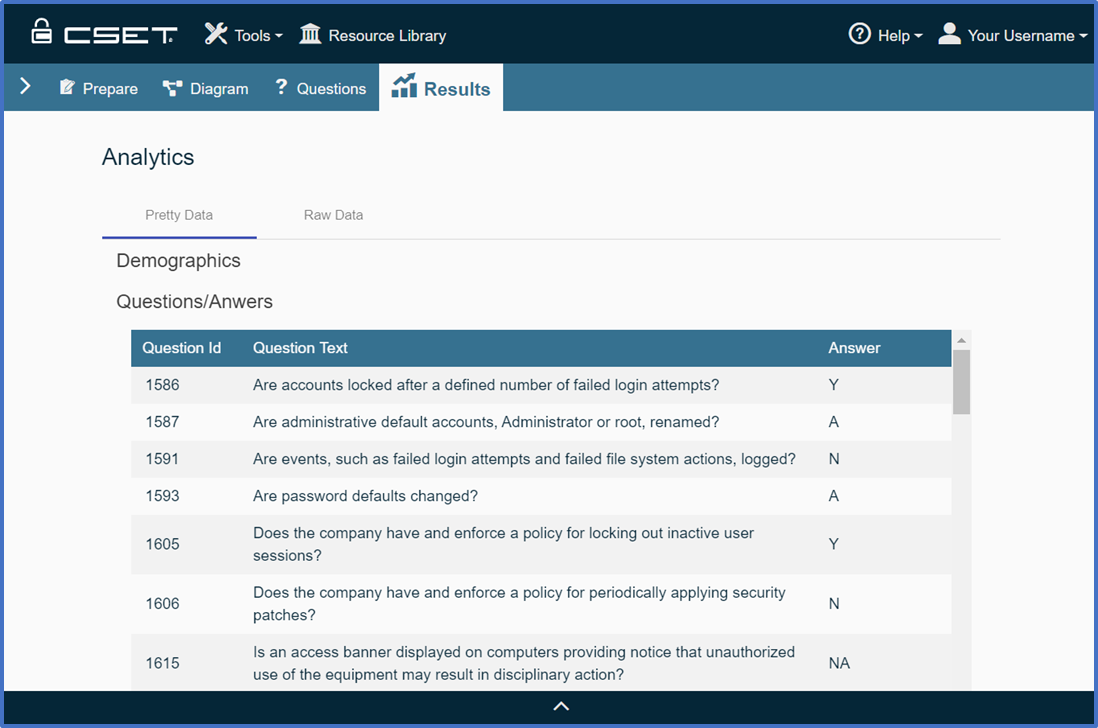 CSET Tools Resource Library Help Your Username
Prepare Diagram ? Questions Results
Analytics
Pretty Data Raw Data
Demographics
Questions/Anwers
Question Id Question Text Answer
1586 Are accounts locked after a defined number of failed login attempts? Y
1587 Are administrative default accounts, Administrator or root, renamed? A
1591 Are events, such as failed login attempts and failed file system actions, logged? N
1593 Are password defaults changed? A
1605 Does the company have and enforce a policy for locking out inactive user
sessions? Y
1606 Does the company have and enforce a policy for periodically applying security
patches? N
1615 Is an access banner displayed on computers providing notice that unauthorized
use of the equipment may result in disciplinary action? NA